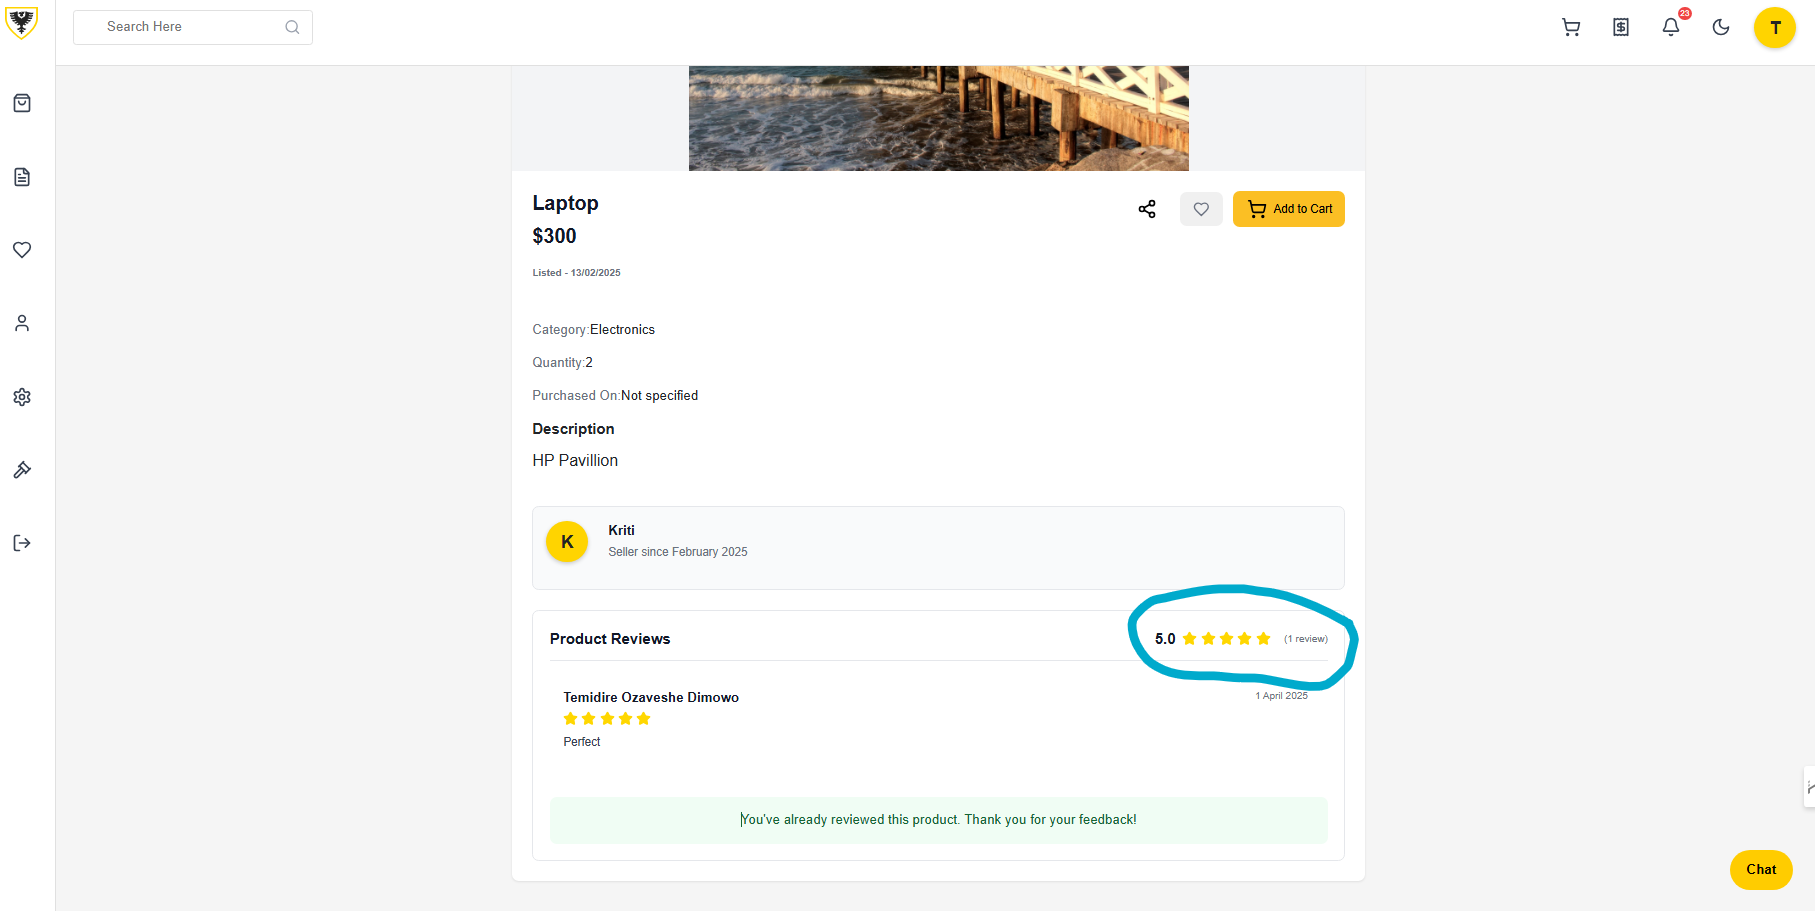 Search Here
23
T
Laptop
$300
Add to Cart
Listed - 13/02/2025
Category:Electronics
Quantity:2
Purchased On:Not specified
Description
HP Pavillion
K
Kriti
Seller since February 2025
Product Reviews
5.0 (1 review)
Temidire Ozaveshe Dimowo
1 April 2025
Perfect
You've already reviewed this product. Thank you for your feedback!
Chat